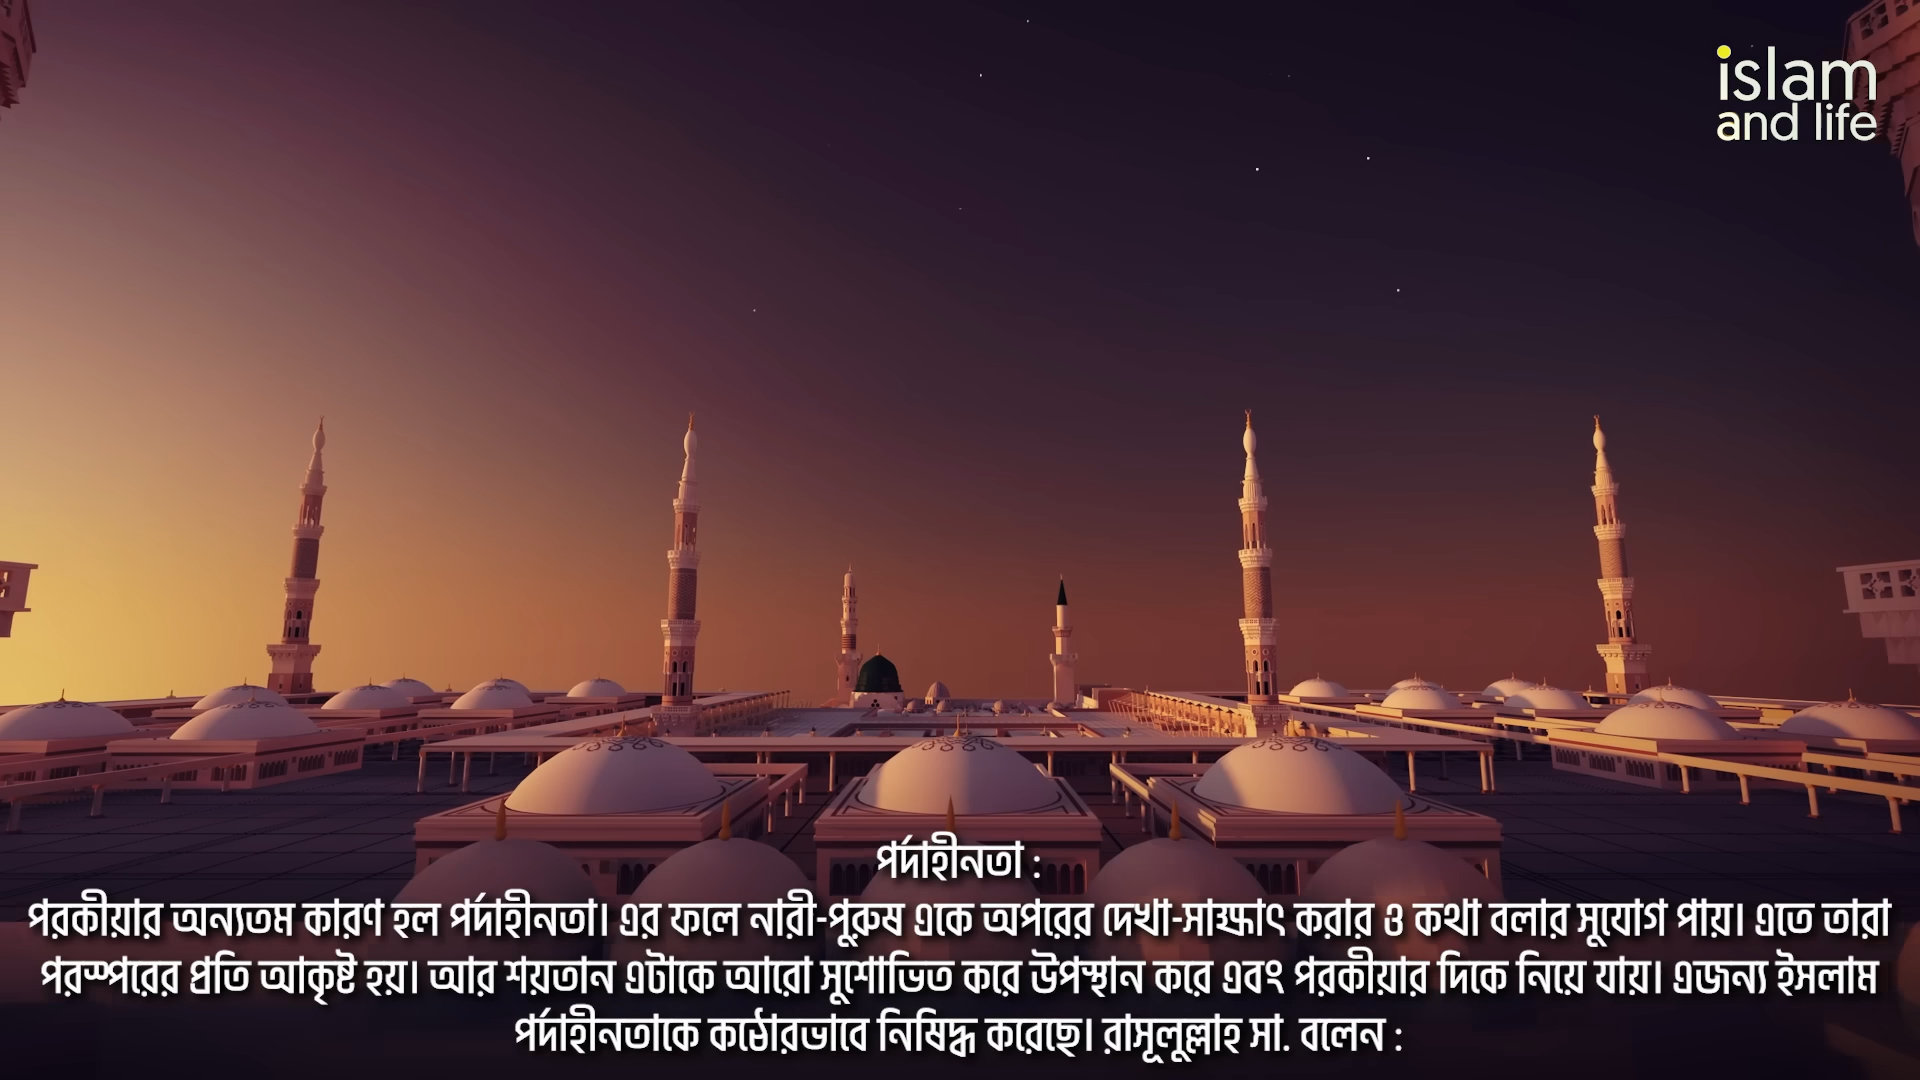 islam
and life
পর্দাহীনতা :
পরকীয়ার অন্যতম কারণ হল পর্দাহীনতা। এর ফলে নারী-পুরুষ একে অপরের দেখা-সাক্ষাৎ করার ও কথা বলার সুযোগ পায়। এতে তারা
পরস্পরের প্রতি আকৃষ্ট হয়। আর শয়তান এটাকে আরো সুশোভিত করে উপস্থান করে এবং পরকীয়ার দিকে নিয়ে যায়। এজন্য ইসলাম
পর্দাহীনতাকে কঠোরভাবে নিষিদ্ধ করেছে। রাসূলুল্লাহ সা. বলেন :